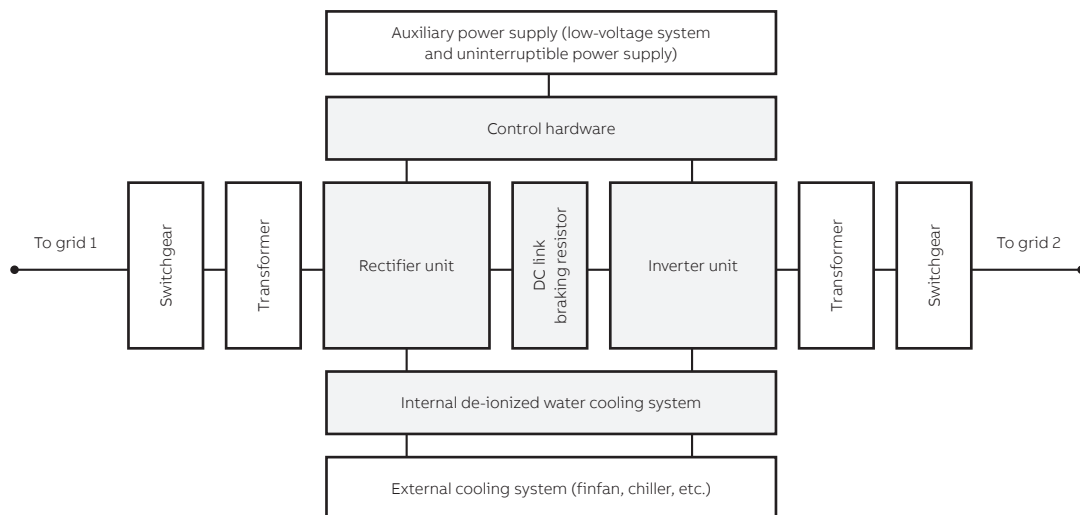 Auxiliary power supply (low-voltage system
and uninterruptible power supply)
Control hardware
To grid 1
Switchgear
Transformer
Rectifier unit
DC link
braking resistor
Inverter unit
Transformer
Switchgear
To grid 2
Internal de-ionized water cooling system
External cooling system (finfan, chiller, etc.)